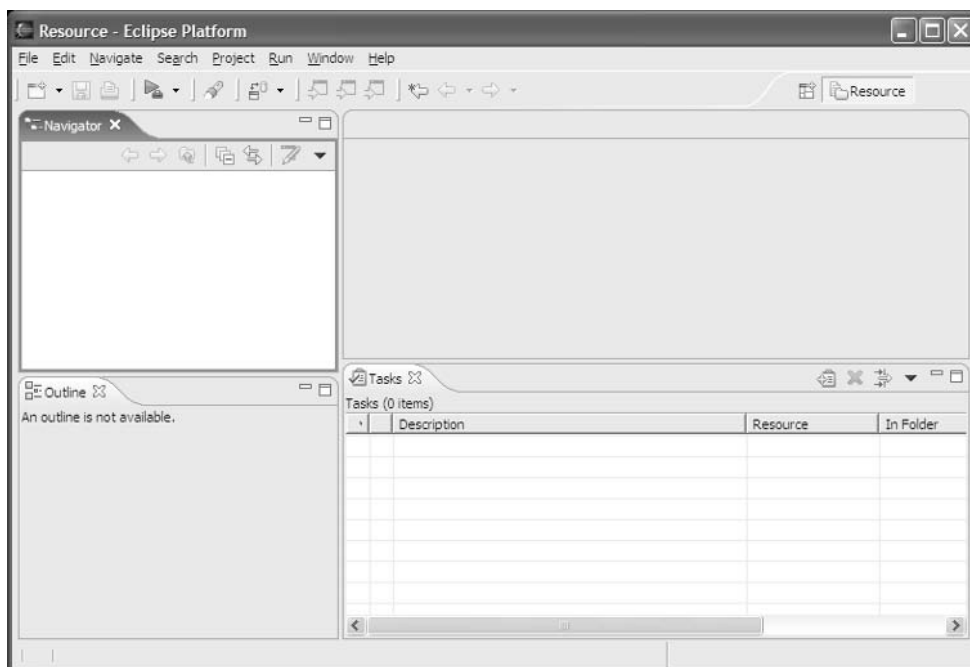 Resource - Eclipse Platform
File Edit Navigate Search Project Run Window Help
Resource
Navigator
Outline
An outline is not available.
Tasks
Tasks (0 items)
Description Resource In Folder